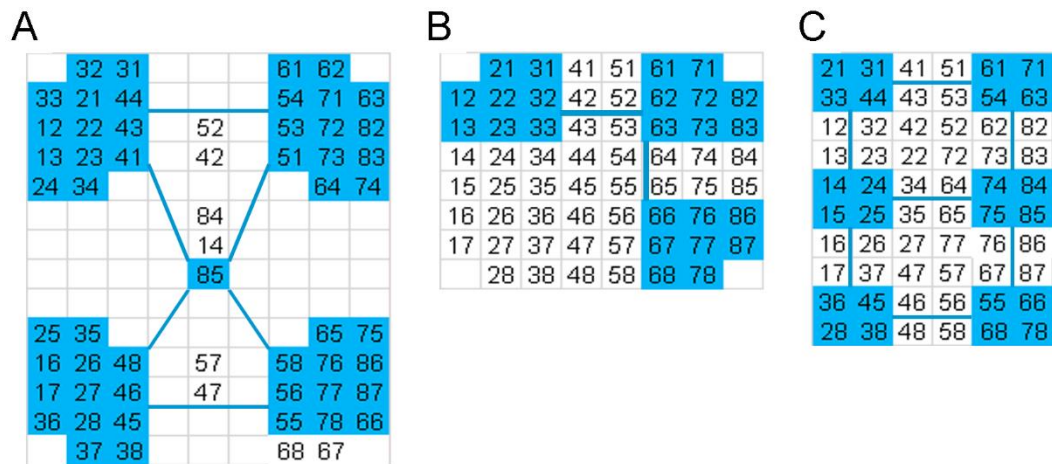 A
32 31 61 62
33 21 44 54 71 63
12 22 43 52 53 72 82
13 23 41 42 51 73 83
24 34 64 74
84
14
85
25 35 65 75
16 26 48 57 58 76 86
17 27 46 47 56 77 87
36 28 45 55 78 66
37 38 68 67
B
21 31 41 51 61 71
12 22 32 42 52 62 72 82
13 23 33 43 53 63 73 83
14 24 34 44 54 64 74 84
15 25 35 45 55 65 75 85
16 26 36 46 56 66 76 86
17 27 37 47 57 67 77 87
28 38 48 58 68 78
C
21 31 41 51 61 71
33 44 43 53 54 63
12 32 42 52 62 82
13 23 22 72 73 83
14 24 34 64 74 84
15 25 35 65 75 85
16 26 27 77 76 86
17 37 47 57 67 87
36 45 46 56 55 66
28 38 48 58 68 78